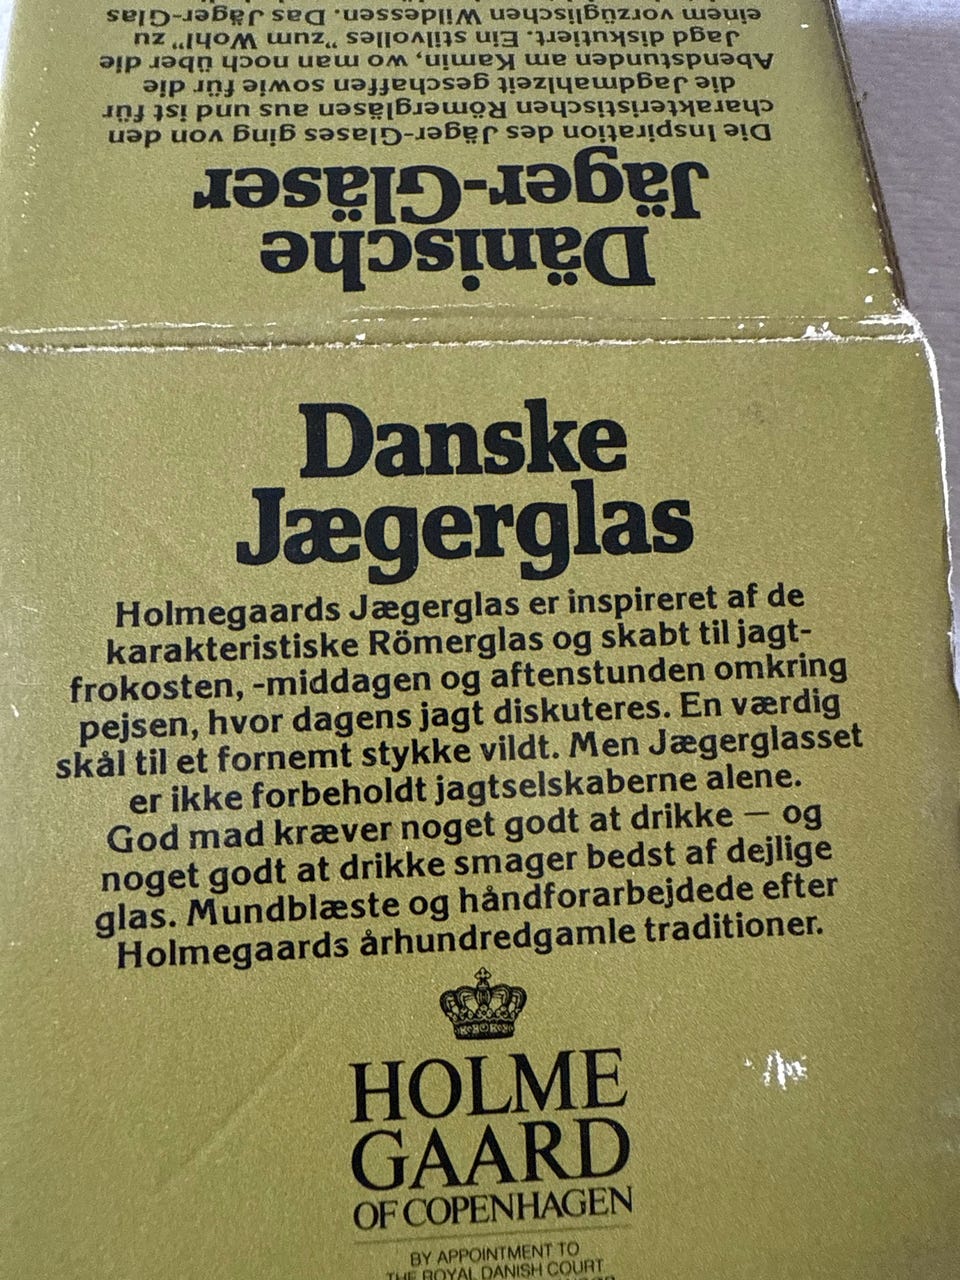 Dänische
Jäger-Gläser
Die Inspiration des Jäger-Glases ging von den
charakteristischen Römergläsen aus und ist für
die Jagdmahlzeit geschaffen sowie für die
Abendstunden am Kamin, wo man noch über die
Jagd diskutiert. Ein stilvolles "zum Wohl" zu
einem vorzüglischen Wildessen. Das Jäger-Glas
Danske
Jægerglas
Holmegaards Jægerglas er inspireret af de
karakteristiske Römerglas og skabt til jagt-
frokosten, -middagen og aftenstunden omkring
pejsen, hvor dagens jagt diskuteres. En værdig
skål til et fornemt stykke vildt. Men Jægerglasset
er ikke forbeholdt jagtselskaberne alene.
God mad kræver noget godt at drikke — og
noget godt at drikke smager bedst af dejlige
glas. Mundblæste og håndforarbejdede efter
Holmegaards århundredgamle traditioner.
HOLME
GAARD
OF COPENHAGEN
BY APPOINTMENT TO
THE ROYAL DANISH COURT